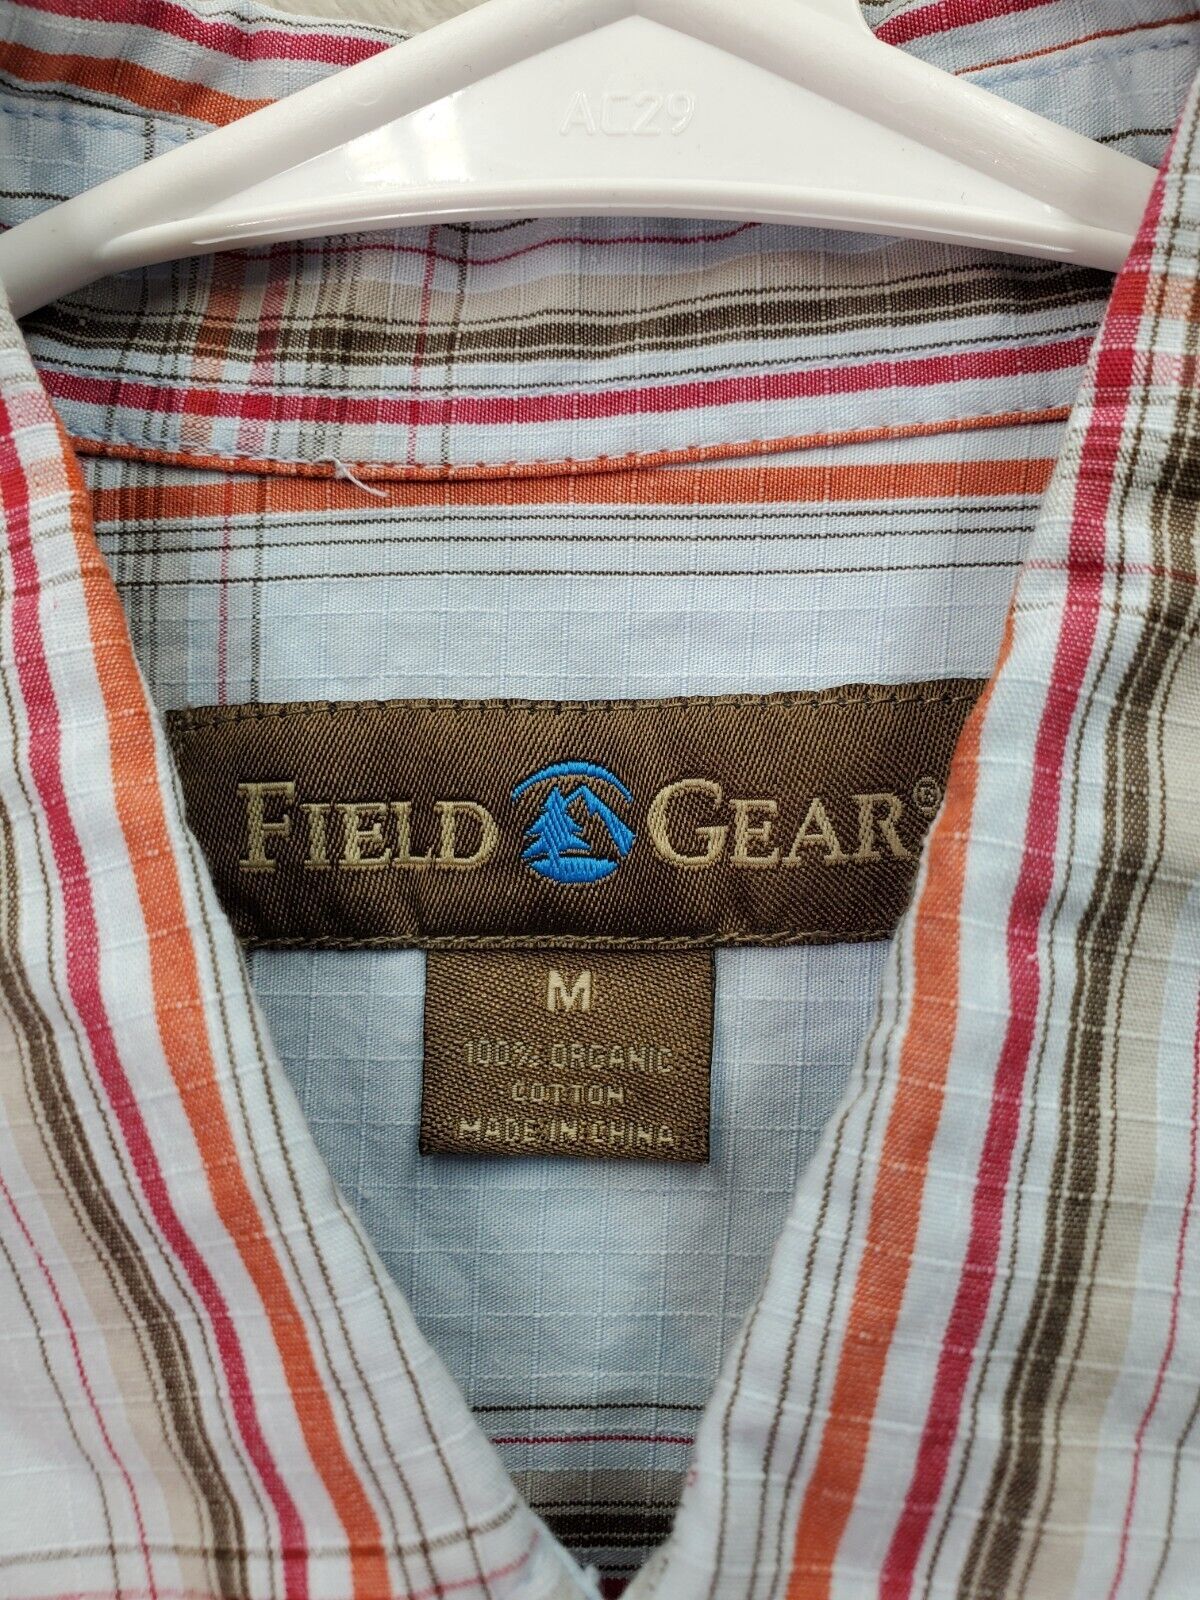 AC29
FIELD GEAR®
M
100% ORGANIC
COTTON
MADE IN CHINA